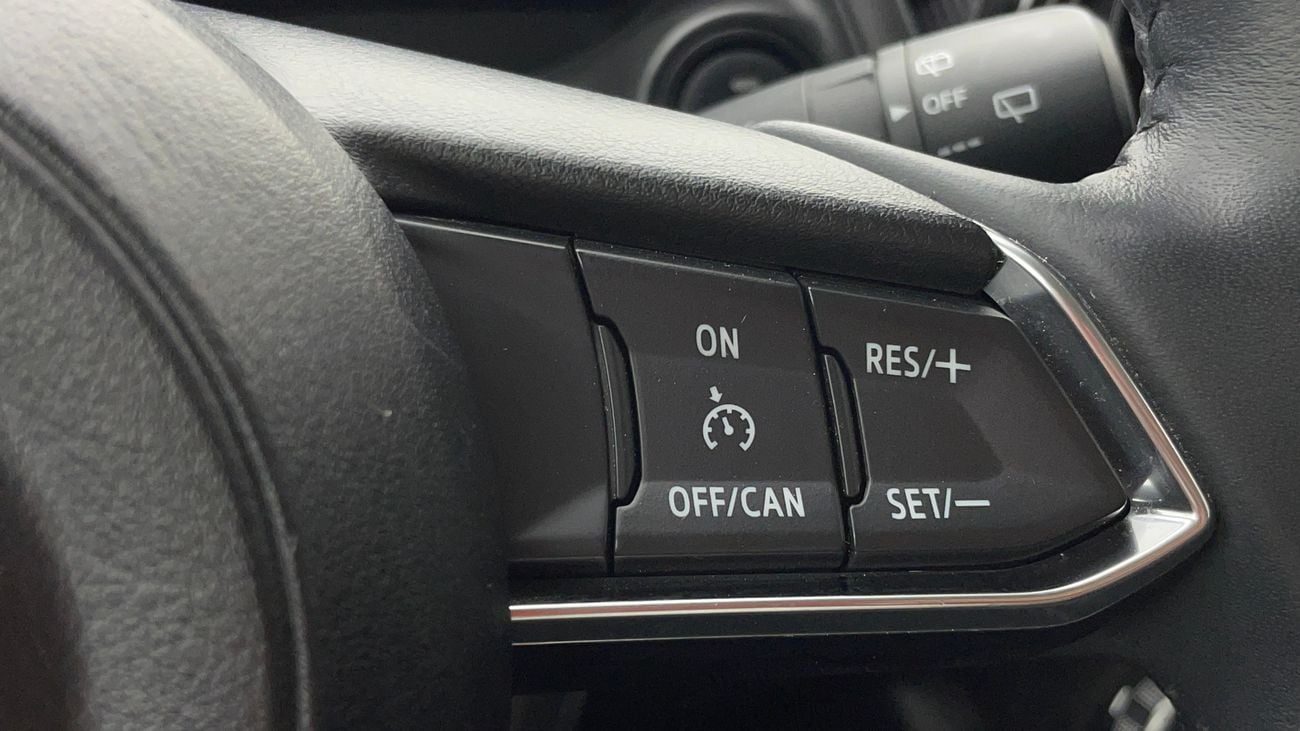 OFF
ON
RES/+
OFF/CAN
SET/−